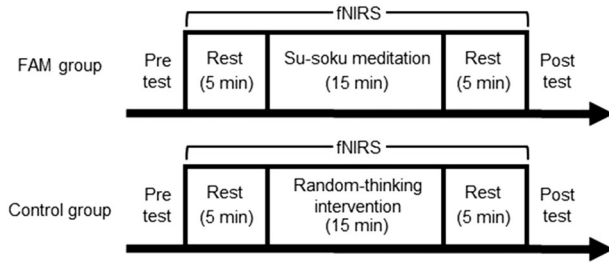 fNIRS
FAM group
Pre
test
Rest
(5 min)
Su-soku meditation
(15 min)
Rest
(5 min)
Post
test
fNIRS
Control group
Pre
test
Rest
(5 min)
Random-thinking
intervention
(15 min)
Rest
(5 min)
Post
test